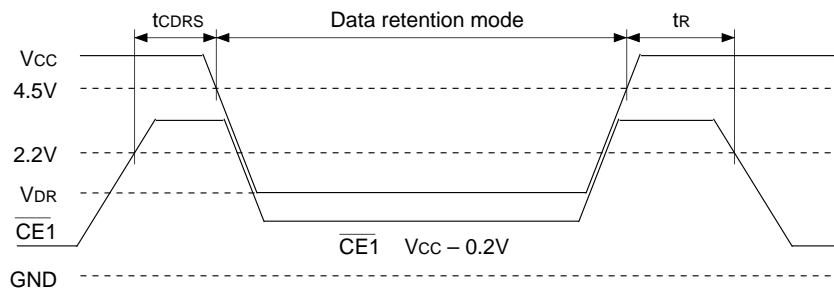 tCDRS
Data retention mode
tR
VCC
4.5V
2.2V
VDR
CE1
CE1 VCC – 0.2V
GND